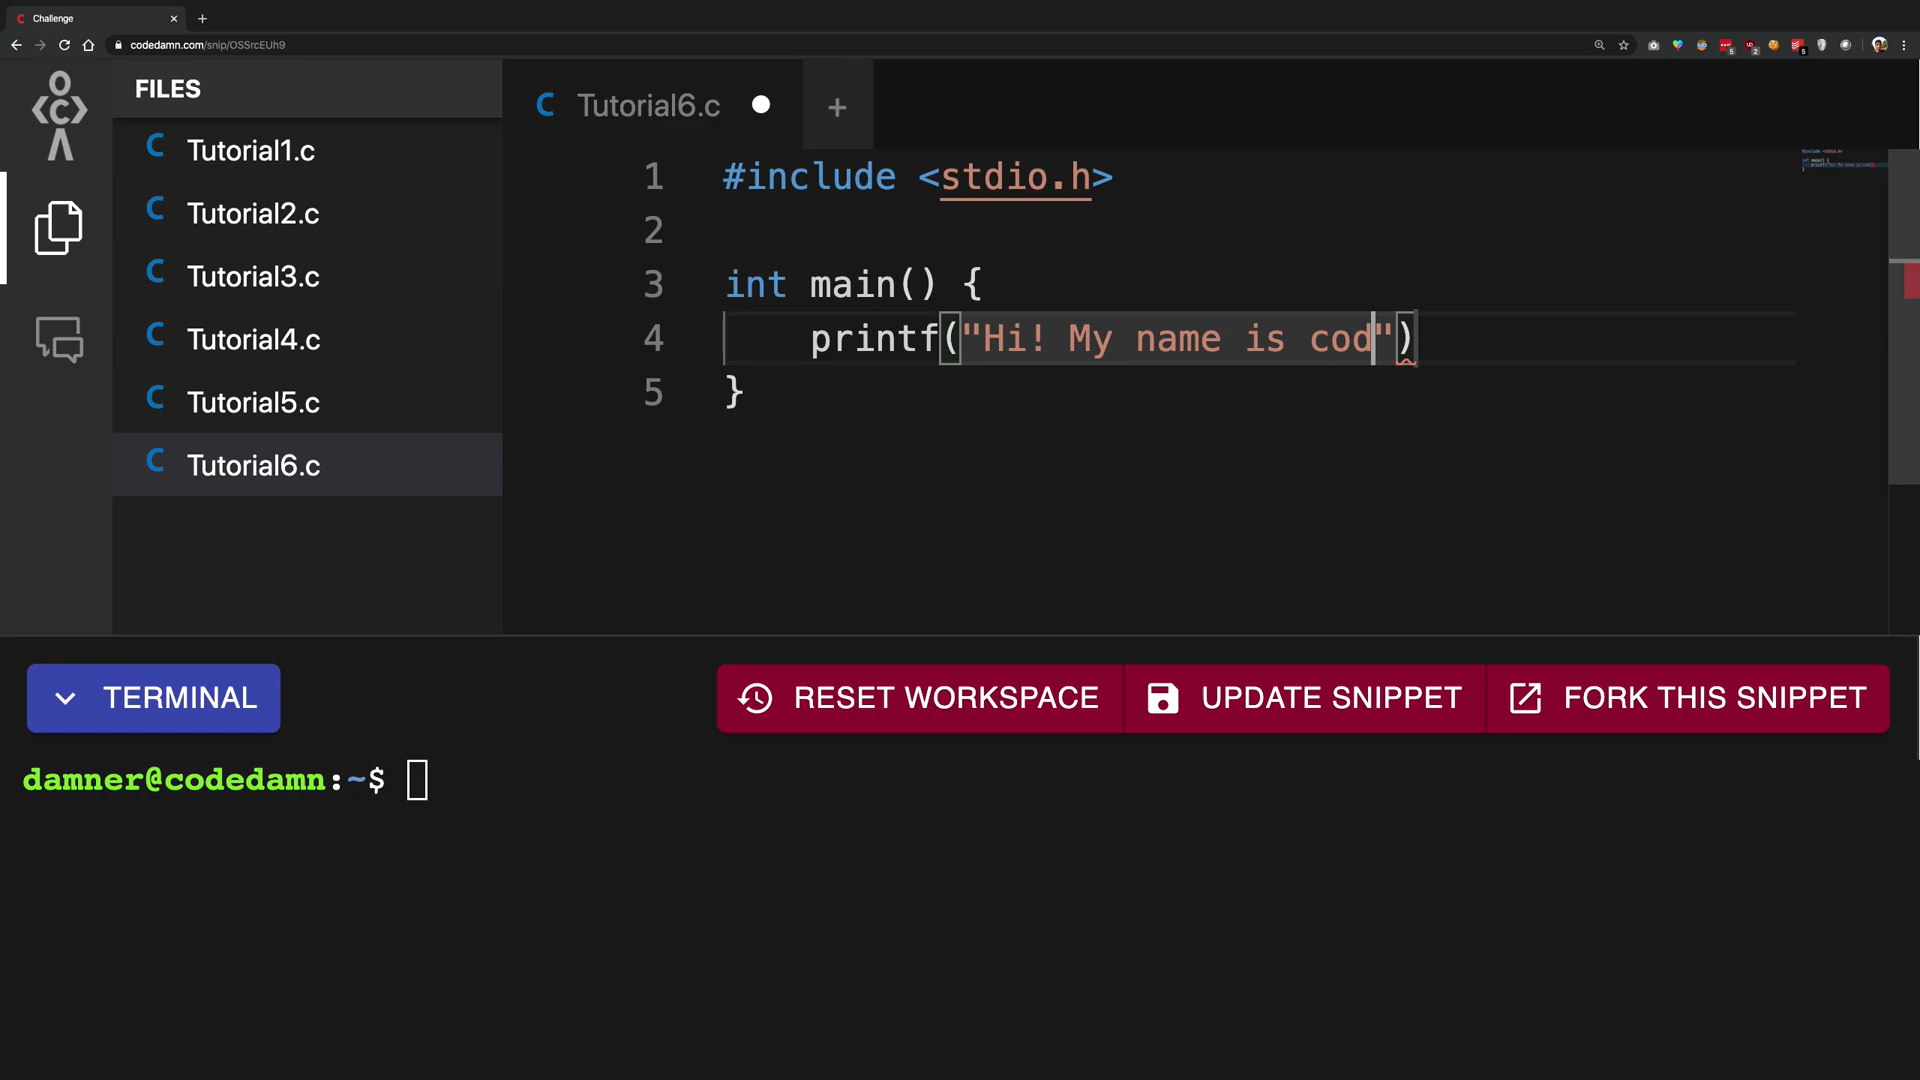 Challenge
codedamn.com/snip/OSSrcEUh9
FILES
Tutorial1.c
Tutorial2.c
Tutorial3.c
Tutorial4.c
Tutorial5.c
Tutorial6.c
C Tutorial6.c
1 #include <stdio.h>
2
3 int main() {
4 printf("Hi! My name is cod")
5 }
TERMINAL
RESET WORKSPACE
UPDATE SNIPPET
FORK THIS SNIPPET
damner@codedamn:~$